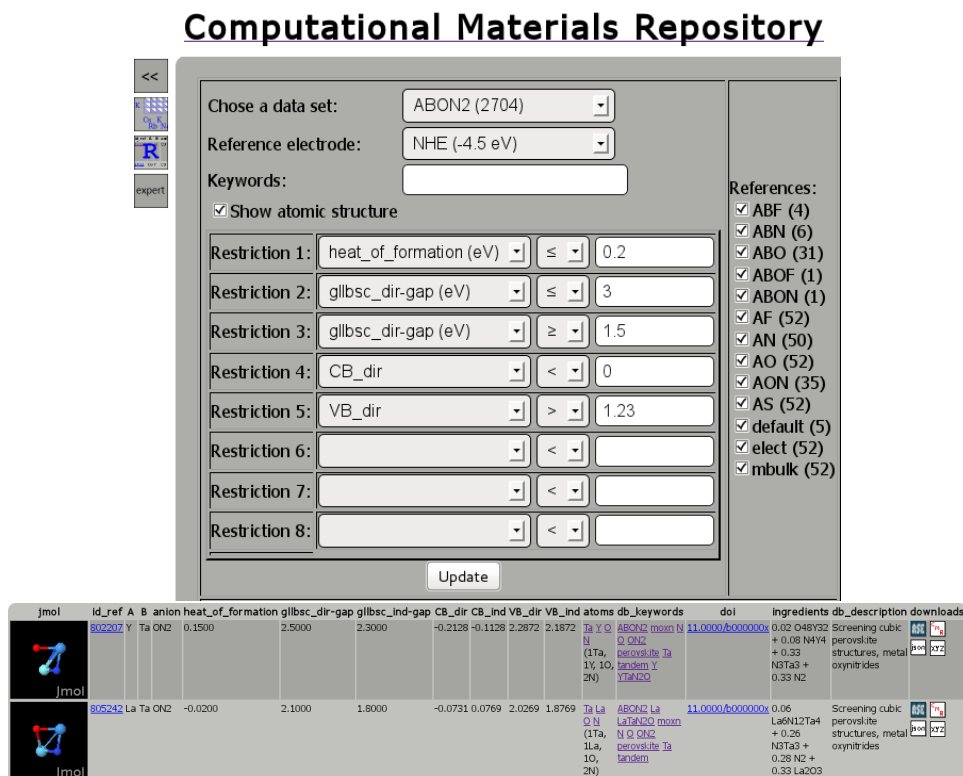 Computational Materials Repository
<<
expert
Chose a data set: ABON2 (2704)
Reference electrode: NHE (-4.5 eV)
Keywords:
Show atomic structure
Restriction 1: heat_of_formation (eV) ≤ 0.2
Restriction 2: gllbsc_dir-gap (eV) ≤ 3
Restriction 3: gllbsc_dir-gap (eV) ≥ 1.5
Restriction 4: CB_dir < 0
Restriction 5: VB_dir > 1.23
Restriction 6: <
Restriction 7: <
Restriction 8: <
Update
References:
ABF (4)
ABN (6)
ABO (31)
ABOF (1)
ABON (1)
AF (52)
AN (50)
AO (52)
AON (35)
AS (52)
default (5)
elect (52)
mbulk (52)
jmol id_ref A B anion heat_of_formation gllbsc_dir-gap gllbsc_ind-gap CB_dir CB_ind VB_dir VB_ind atoms db_keywords doi ingredients db_description downloads
802207 Y Ta ON2 0.1500 2.5000 2.3000 -0.2128 -0.1128 2.2872 2.1872 Ta Y O ABON2 moxn N 11.0000/b000000x 0.02 O48Y32 Screening cubic
N O ON2 + 0.08 N4Y4 perovskite
(1Ta, perovskite Ta + 0.33 structures, metal
1Y, 1O, tandem Y N3Ta3 + oxynitrides
2N) YTaN2O 0.33 N2
Jmol
805242 La Ta ON2 -0.0200 2.1000 1.8000 -0.0731 0.0769 2.0269 1.8769 Ta La ABON2 La 11.0000/b000000x 0.06 Screening cubic
O N LaTaN2O moxn La6N12Ta4 perovskite
(1Ta, N O ON2 + 0.26 structures, metal
1La, perovskite Ta N3Ta3 + oxynitrides
1O, tandem 0.28 N2 +
2N) 0.33 La2O3
Jmol